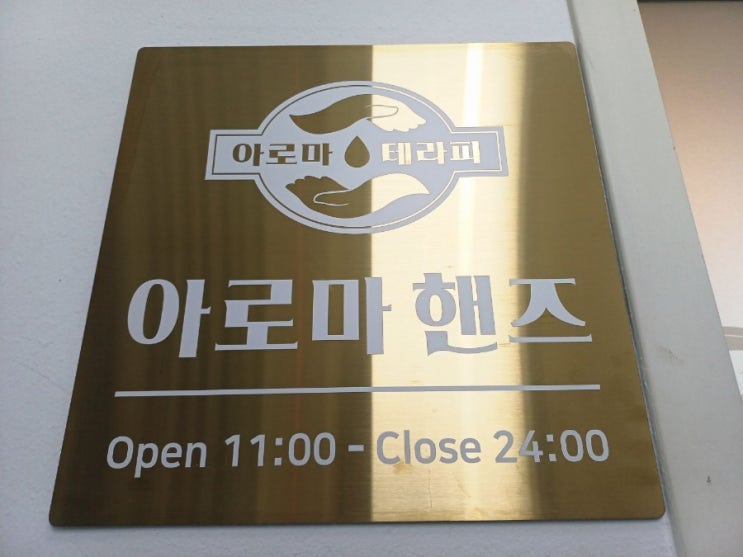 아로마 테라피
아로마 핸즈
Open 11:00 - Close 24:00